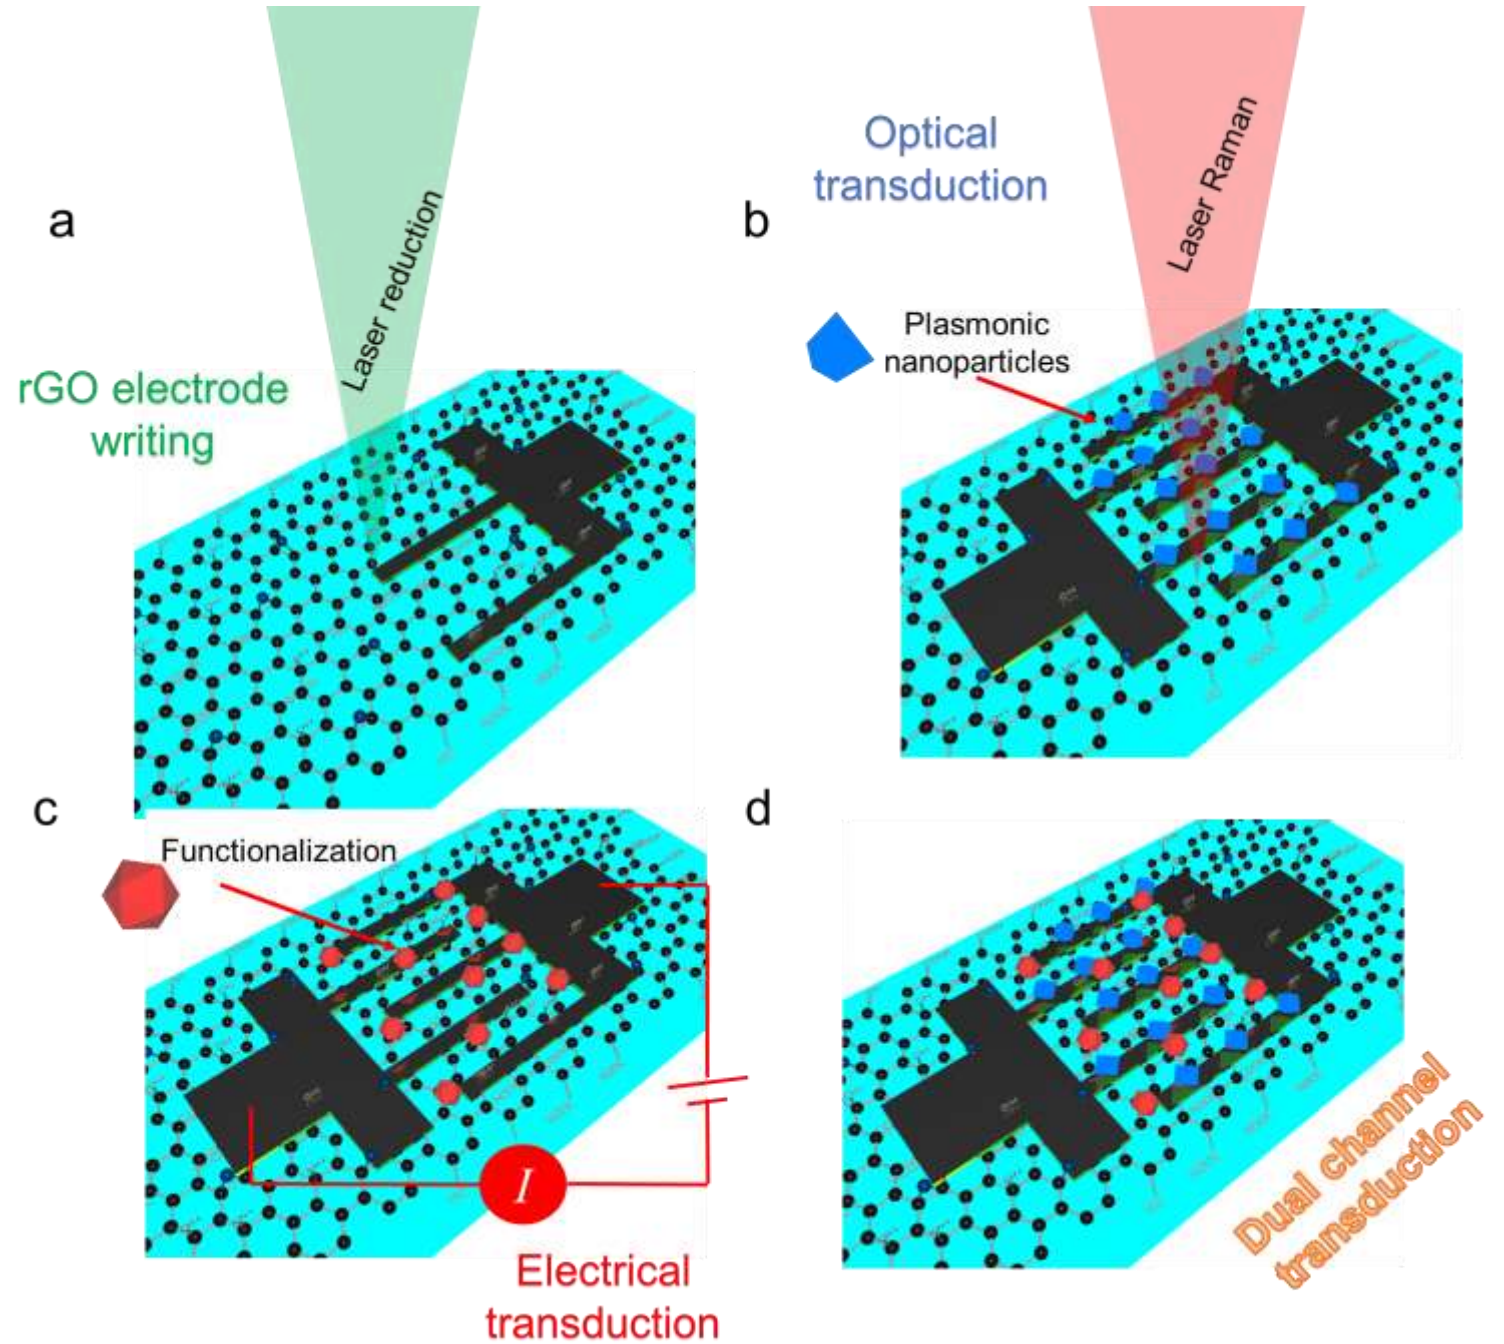 a
Laser reduction
rGO electrode
writing
b
Optical
transduction
Laser Raman
Plasmonic
nanoparticles
c
Functionalization
I
Electrical
transduction
d
Dual channel
transduction